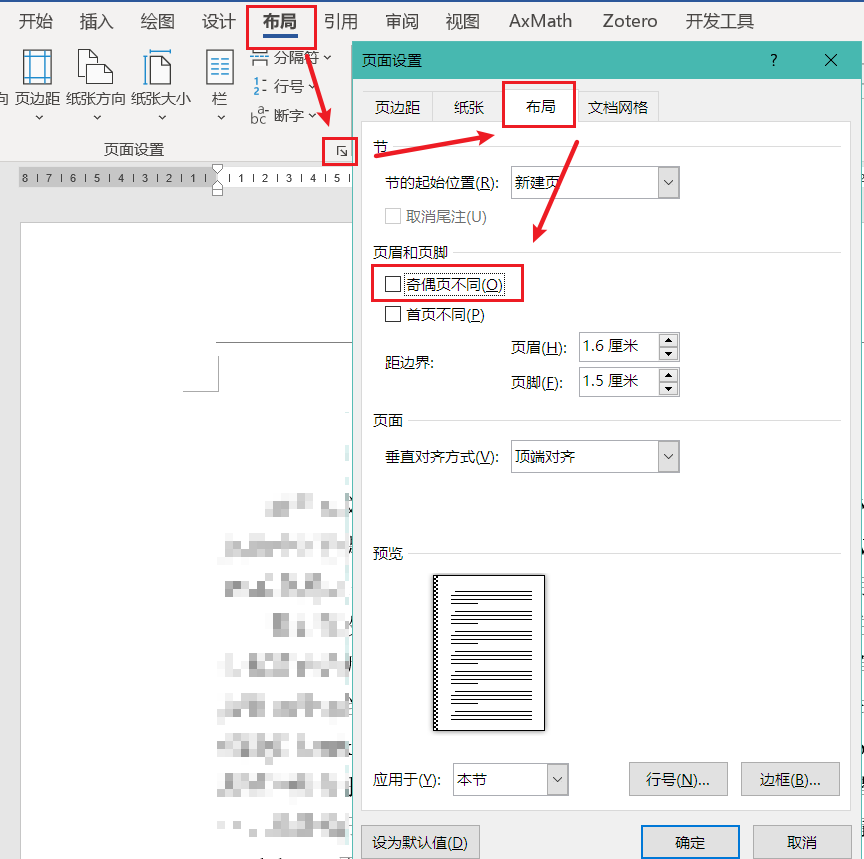 开始 插入 绘图 设计 布局 引用 审阅 视图 AxMath Zotero 开发工具
向 页边距 纸张方向 纸张大小 栏
分隔符
行号
断字
页面设置
8 7 6 5 4 3 2 1 1 2 3 4 5
页面设置 ?
页边距 纸张 布局 文档网格
节
节的起始位置(R): 新建页
取消尾注(U)
页眉和页脚
奇偶页不同(O)
首页不同(P)
距边界:
页眉(H): 1.6 厘米
页脚(F): 1.5 厘米
页面
垂直对齐方式(V): 顶端对齐
预览
应用于(Y): 本节 行号(N)... 边框(B)...
设为默认值(D) 确定 取消